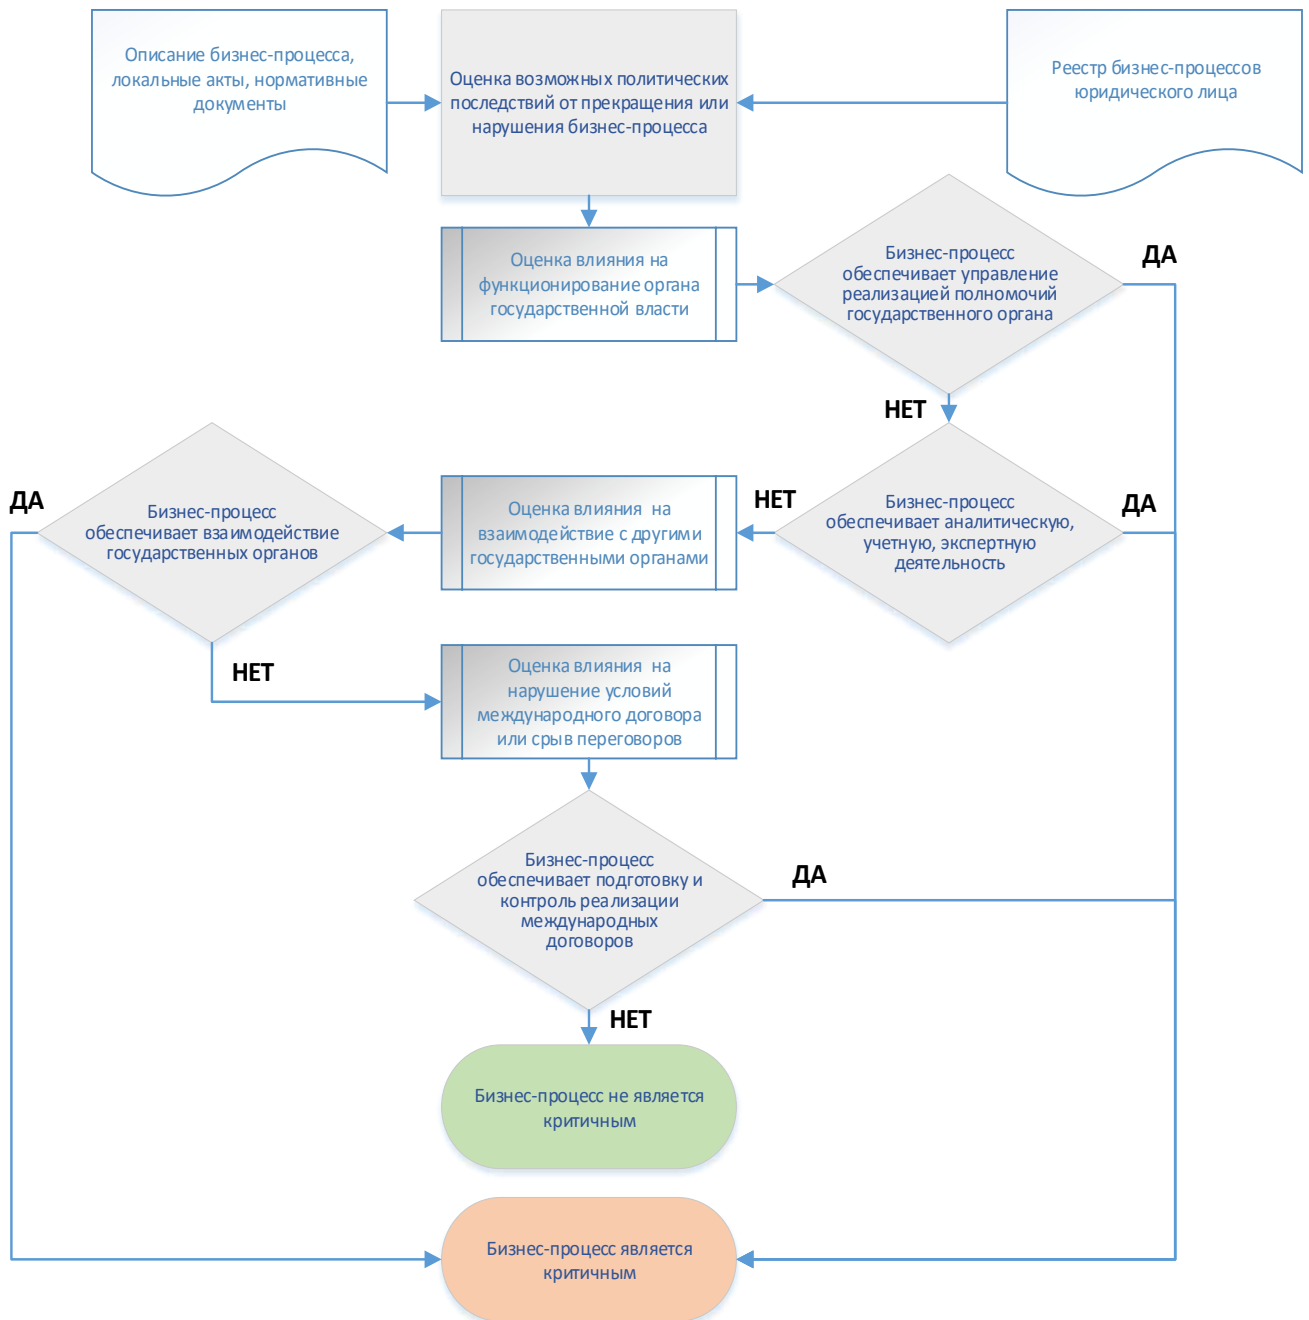 Описание бизнес-процесса,
локальные акты, нормативные
документы
Оценка возможных политических
последствий от прекращения или
нарушения бизнес-процесса
Реестр бизнес-процессов
юридического лица
Оценка влияния на
функционирование органа
государственной власти
Бизнес-процесс
обеспечивает управление
реализацией полномочий
государственного органа
ДА
НЕТ
ДА
Бизнес-процесс
обеспечивает взаимодействие
государственных органов
Оценка влияния на
взаимодействие с другими
государственными органами
НЕТ
Бизнес-процесс
обеспечивает аналитическую,
учетную, экспертную
деятельность
ДА
НЕТ
Оценка влияния на
нарушение условий
международного договора
или срыв переговоров
Бизнес-процесс
обеспечивает подготовку и
контроль реализации
международных
договоров
ДА
НЕТ
Бизнес-процесс не является
критичным
Бизнес-процесс является
критичным